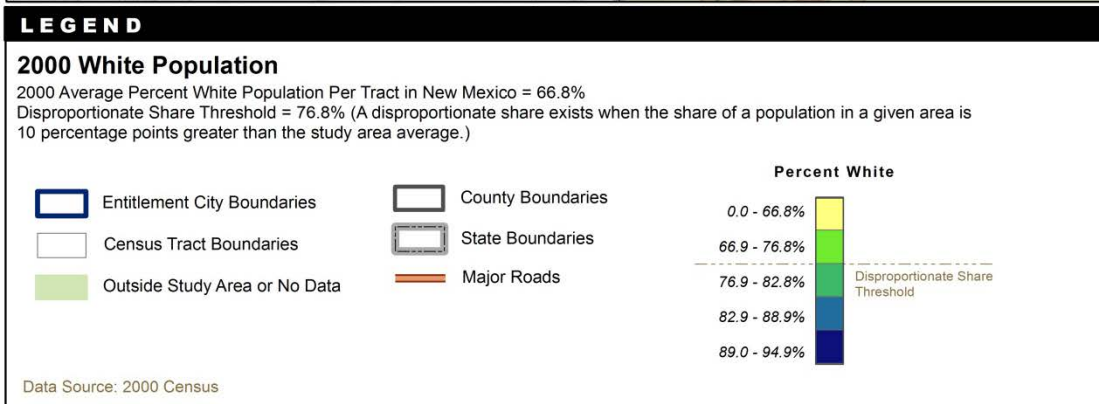 LEGEND
2000 White Population
2000 Average Percent White Population Per Tract in New Mexico = 66.8%
Disproportionate Share Threshold = 76.8% (A disproportionate share exists when the share of a population in a given area is
10 percentage points greater than the study area average.)
Entitlement City Boundaries
Census Tract Boundaries
Outside Study Area or No Data
County Boundaries
State Boundaries
Major Roads
Percent White
0.0 - 66.8%
66.9 - 76.8%
76.9 - 82.8%
82.9 - 88.9%
89.0 - 94.9%
Disproportionate Share
Threshold
Data Source: 2000 Census